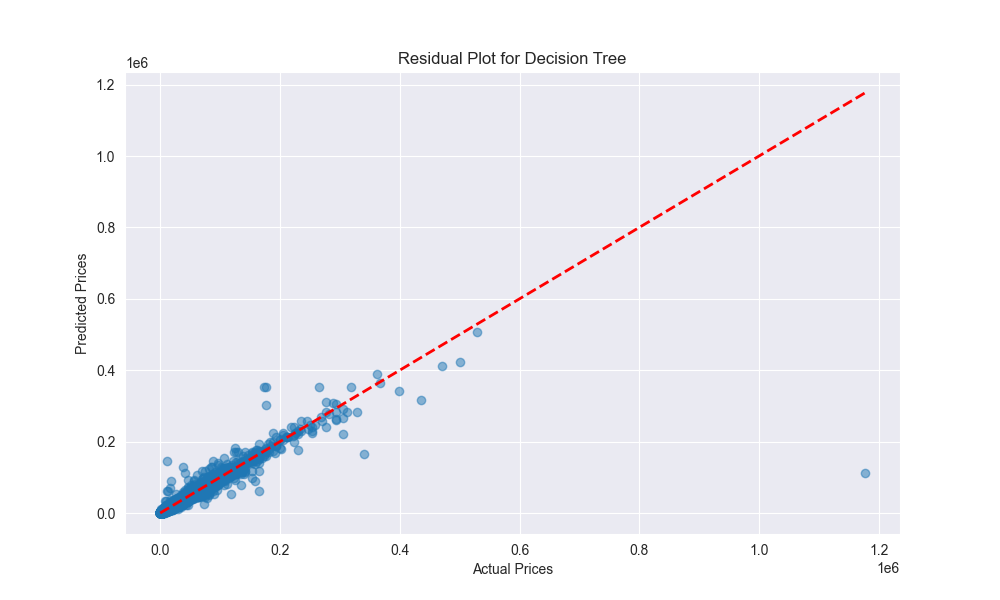 Residual Plot for Decision Tree
1e6
1.2
1.0
0.8
0.6
0.4
0.2
0.0
Predicted Prices
0.0 0.2 0.4 0.6 0.8 1.0 1.2
1e6
Actual Prices